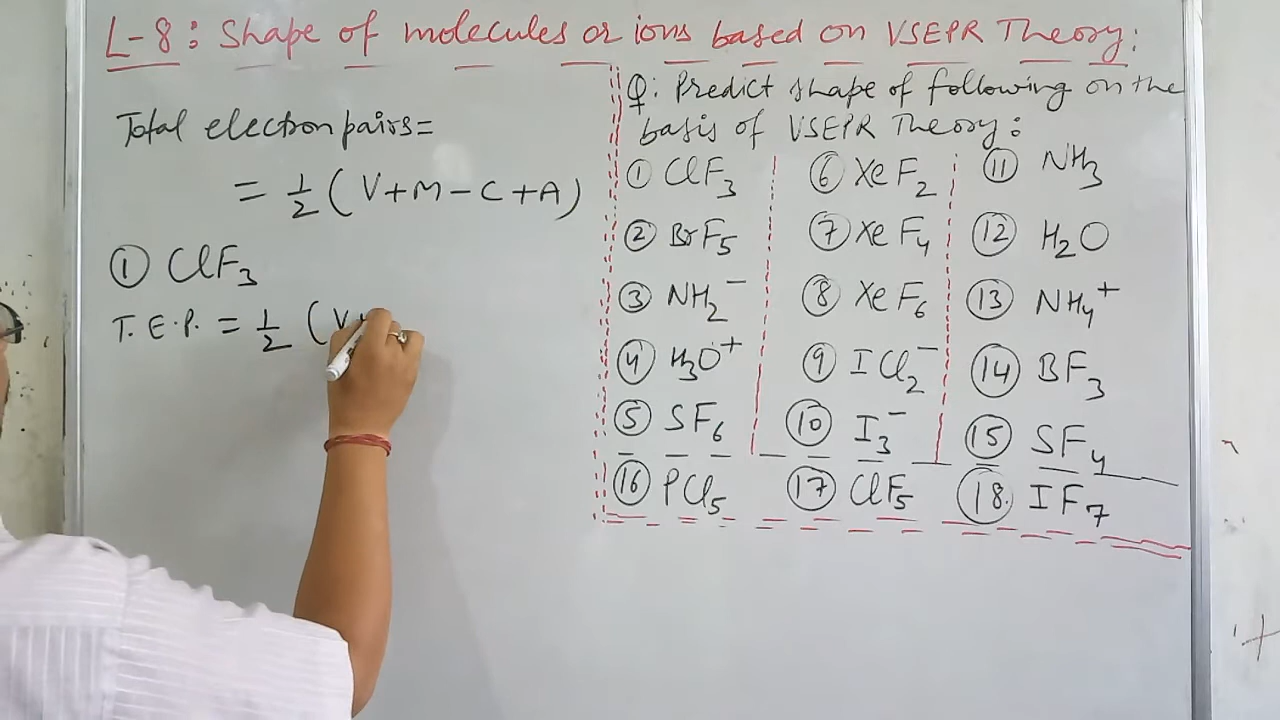 L-8: Shape of molecules or ions based on VSEPR Theory:
Total electron pairs=
= 1/2 (V+M-C+A)
① ClF₃
T.E.P. = 1/2 (V
Q: Predict shape of following on the
basis of VSEPR Theory:
① ClF₃ ⑥ XeF₂ ⑪ NH₃
② BrF₅ ⑦ XeF₄ ⑫ H₂O
③ NH₂⁻ ⑧ XeF₆ ⑬ NH₄⁺
④ H₃O⁺ ⑨ ICl₂⁻ ⑭ BF₃
⑤ SF₆ ⑩ I₃⁻ ⑮ SF₄
⑯ PCl₅ ⑰ ClF₅ ⑱ IF₇